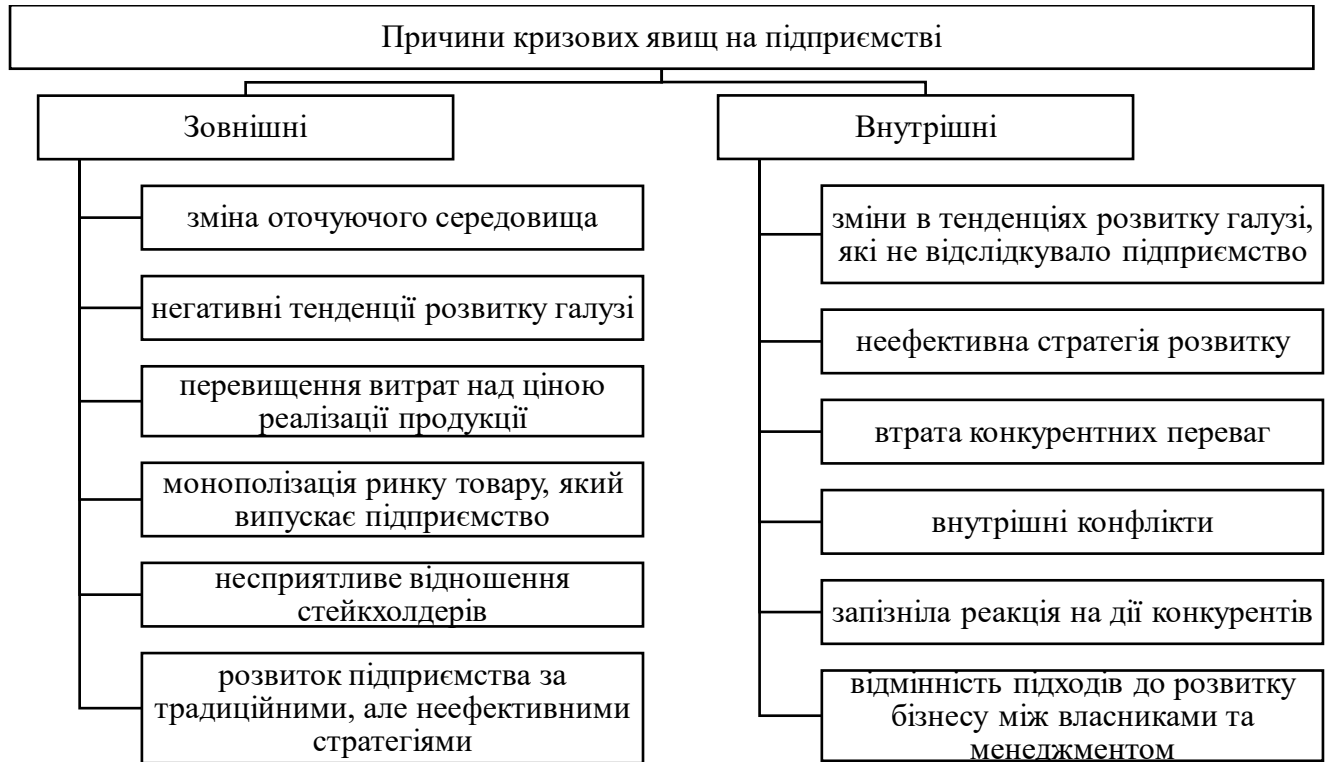 Причини кризових явищ на підприємстві
Зовнішні
зміна оточуючого середовища
негативні тенденції розвитку галузі
перевищення витрат над ціною
реалізації продукції
монополізація ринку товару, який
випускає підприємство
несприятливе відношення
стейкхолдерів
розвиток підприємства за
традиційними, але неефективними
стратегіями
Внутрішні
зміни в тенденціях розвитку галузі,
які не відслідкувало підприємство
неефективна стратегія розвитку
втрата конкурентних переваг
внутрішні конфлікти
запізніла реакція на дії конкурентів
відмінність підходів до розвитку
бізнесу між власниками та
менеджментом